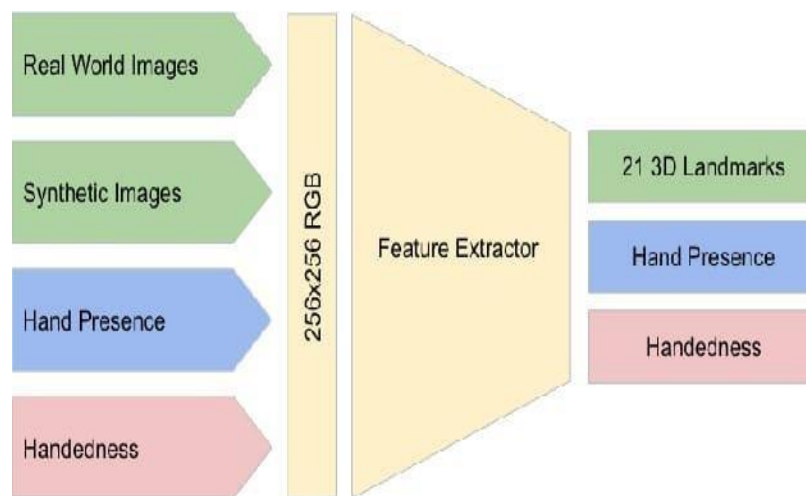 Real World Images
Synthetic Images
Hand Presence
Handedness
256x256 RGB
Feature Extractor
21 3D Landmarks
Hand Presence
Handedness